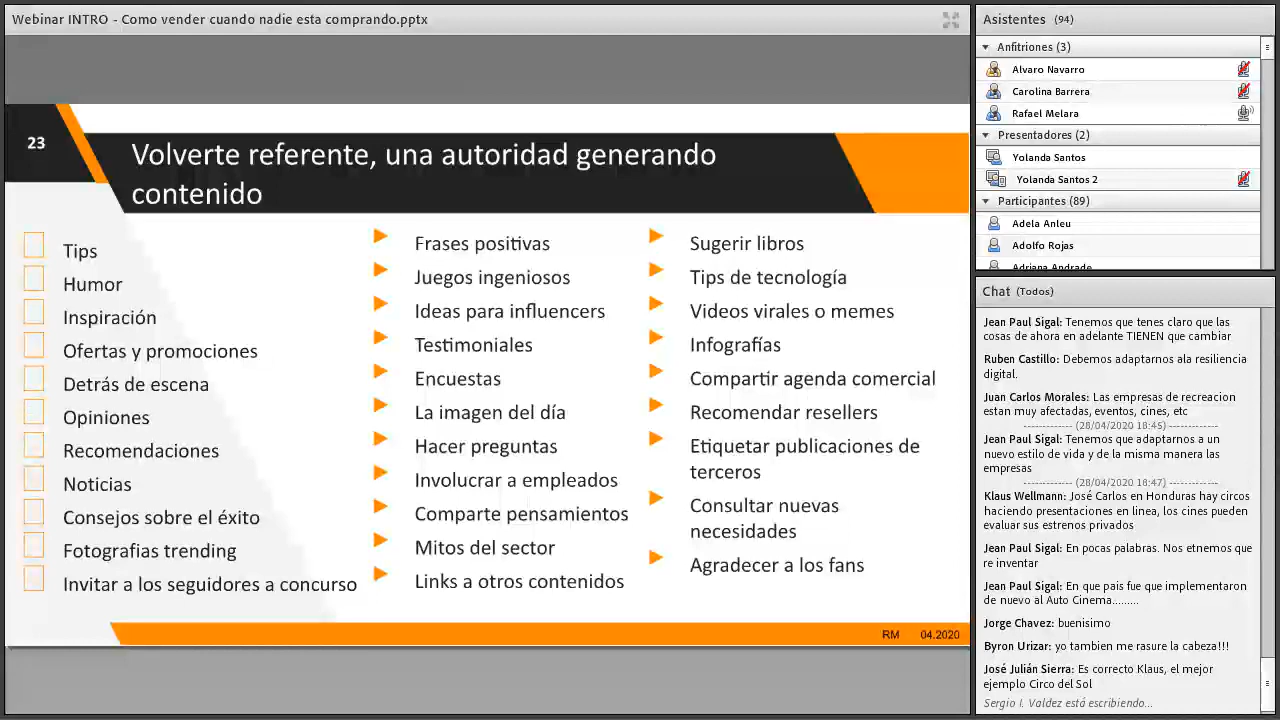 Webinar INTRO - Como vender cuando nadie esta comprando.pptx
23
Volverte referente, una autoridad generando
contenido
Tips
Humor
Inspiración
Ofertas y promociones
Detrás de escena
Opiniones
Recomendaciones
Noticias
Consejos sobre el éxito
Fotografias trending
Invitar a los seguidores a concurso
Frases positivas
Juegos ingeniosos
Ideas para influencers
Testimoniales
Encuestas
La imagen del día
Hacer preguntas
Involucrar a empleados
Comparte pensamientos
Mitos del sector
Links a otros contenidos
Sugerir libros
Tips de tecnología
Videos virales o memes
Infografías
Compartir agenda comercial
Recomendar resellers
Etiquetar publicaciones de
terceros
Consultar nuevas
necesidades
Agradecer a los fans
RM 04.2020
Asistentes (94)
Anfitriones (3)
Alvaro Navarro
Carolina Barrera
Rafael Melara
Presentadores (2)
Yolanda Santos
Yolanda Santos 2
Participantes (89)
Adela Anleu
Adolfo Rojas
Adriana Andrade
Chat (Todos)
Jean Paul Sigal: Tenemos que tenes claro que las
cosas de ahora en adelante TIENEN que cambiar
Ruben Castillo: Debemos adaptarnos ala resiliencia
digital.
Juan Carlos Morales: Las empresas de recreacion
estan muy afectadas, eventos, cines, etc
------------ (28/04/2020 18:45) ------------
Jean Paul Sigal: Tenemos que adaptarnos a un
nuevo estilo de vida y de la misma manera las
empresas
------------ (28/04/2020 18:47) ------------
Klaus Wellmann: José Carlos en Honduras hay circos
haciendo presentaciones en linea, los cines pueden
evaluar sus estrenos privados
Jean Paul Sigal: En pocas palabras. Nos etnemos que
re inventar
Jean Paul Sigal: En que pais fue que implementaron
de nuevo al Auto Cinema........
Jorge Chavez: buenisimo
Byron Urizar: yo tambien me rasure la cabeza!!!
José Julián Sierra: Es correcto Klaus, el mejor
ejemplo Circo del Sol
Sergio I. Valdez está escribiendo...